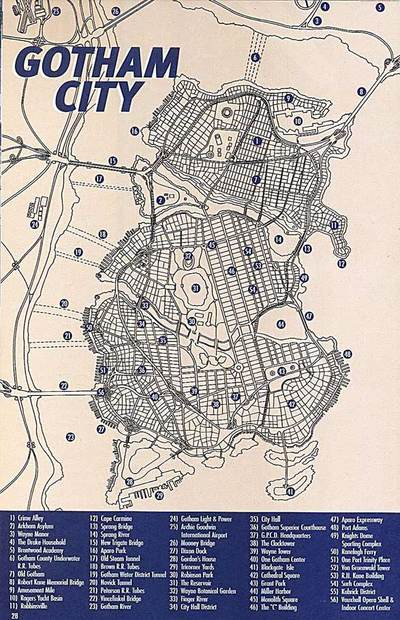 GOTHAM
CITY
1) Crime Alley
2) Arkham Asylum
3) Wayne Manor
4) The Drake Household
5) Brentwood Academy
6) Gotham County Underwater
R.R. Tubes
7) Old Gotham
8) Robert Kane Memorial Bridge
9) Amusement Mile
10) Rogers Yacht Basin
11) Robbinsville
12) Cape Carmine
13) Sprang Bridge
14) Sprang River
15) New Trigate Bridge
16) Aparo Park
17) Old Steam Tunnel
18) Brown R.R. Tubes
19) Gotham Water District Tunnel
20) Novick Tunnel
21) Peterson R.R. Tubes
22) Vauxfinkel Bridge
23) Gotham River
24) Gotham Light & Power
25) Archie Goodwin
International Airport
26) Mooney Bridge
27) Dixon Dock
28) Gordon's House
29) Tricorner Yards
30) Robinson Park
31) The Reservoir
32) Wayne Botanical Garden
33) Finger River
34) City Hall District
35) City Hall
36) Gotham Superior Courthouse
37) G.P.C.D. Headquarters
38) The Clocktower
39) Wayne Tower
40) One Gotham Center
41) Blackgate Isle
42) Cathedral Square
43) Grant Park
44) Miller Harbor
45) Monolith Square
46) The "C" Building
47) Aparo Expressway
48) Port Adams
49) Knights Dome
Sporting Complex
50) Ranelagh Ferry
51) One Port Trinity Place
52) Von Gruenwald Tower
53) R.H. Kane Building
54) Sark Complex
55) Kubrick District
56) Vauxhall Opera Shell &
Indoor Concert Center
28